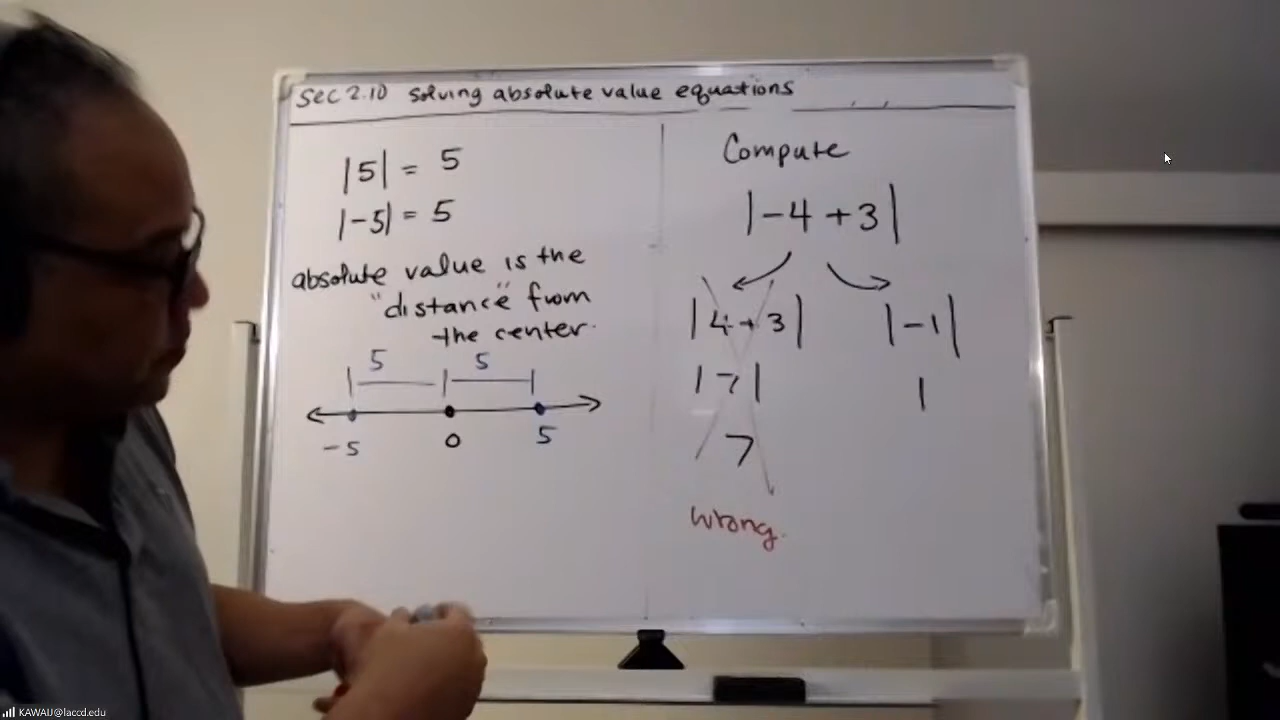 Sec 2.10 solving absolute value equations
|5| = 5
|-5| = 5
absolute value is the
"distance" from
the center.
5 5
-5 0 5
Compute
|-4 + 3|
|4 + 3| |-1|
|7| 1
7
Wrong.
KAWAIJ@laccd.edu